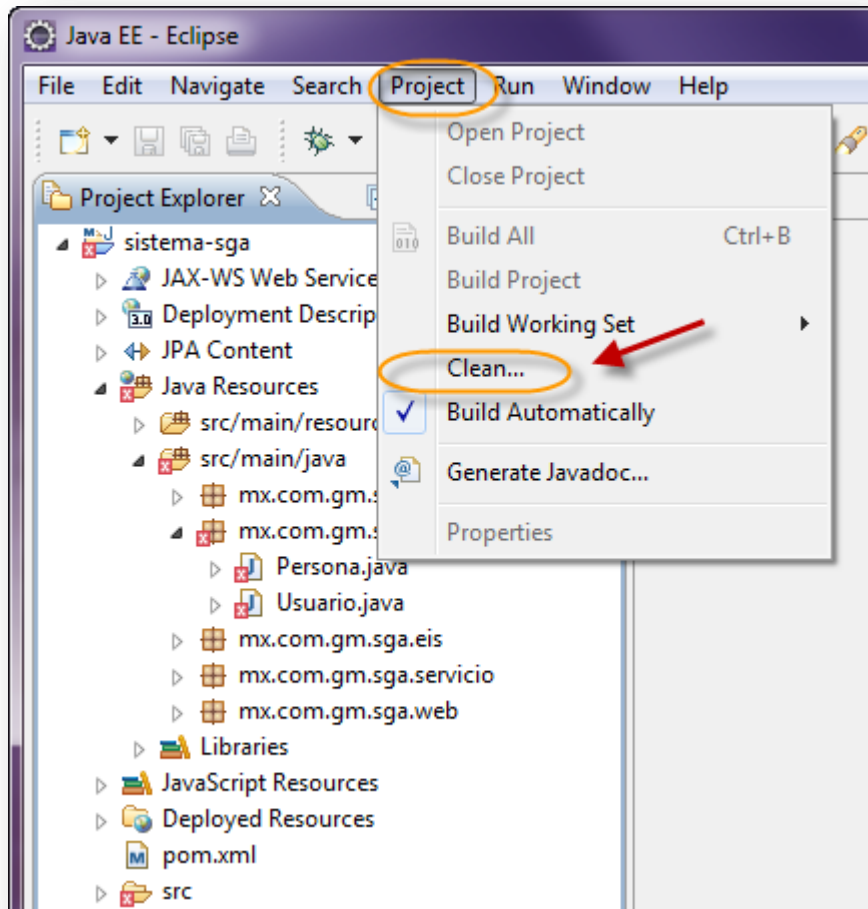 Java EE - Eclipse
File Edit Navigate Search Project Run Window Help
Project Explorer
Open Project
Close Project
Build All Ctrl+B
Build Project
Build Working Set
Clean...
Build Automatically
Generate Javadoc...
Properties
sistema-sga
JAX-WS Web Service
Deployment Descrip
3.0
JPA Content
Java Resources
src/main/resourc
src/main/java
mx.com.gm.s
mx.com.gm.s
Persona.java
Usuario.java
mx.com.gm.sga.eis
mx.com.gm.sga.servicio
mx.com.gm.sga.web
Libraries
JavaScript Resources
Deployed Resources
pom.xml
src